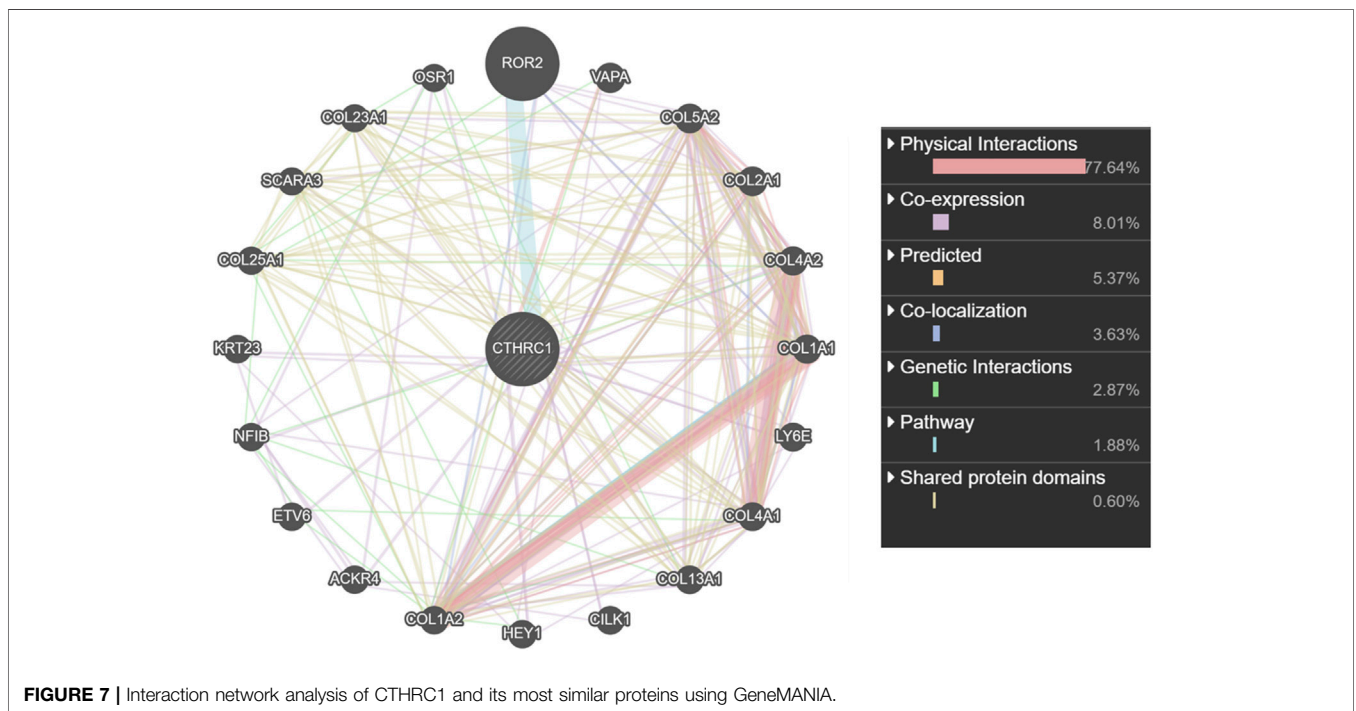 ROR2
OSR1
VAPA
COL23A1
COL5A2
SCARA3
COL2A1
COL25A1
COL4A2
KRT23
CTHRC1
COL1A1
NFIB
LY6E
ETV6
COL4A1
ACKR4
COL13A1
COL1A2
HEY1
CILK1
Physical Interactions
77.64%
Co-expression
8.01%
Predicted
5.37%
Co-localization
3.63%
Genetic Interactions
2.87%
Pathway
1.88%
Shared protein domains
0.60%
FIGURE 7 | Interaction network analysis of CTHRC1 and its most similar proteins using GeneMANIA.